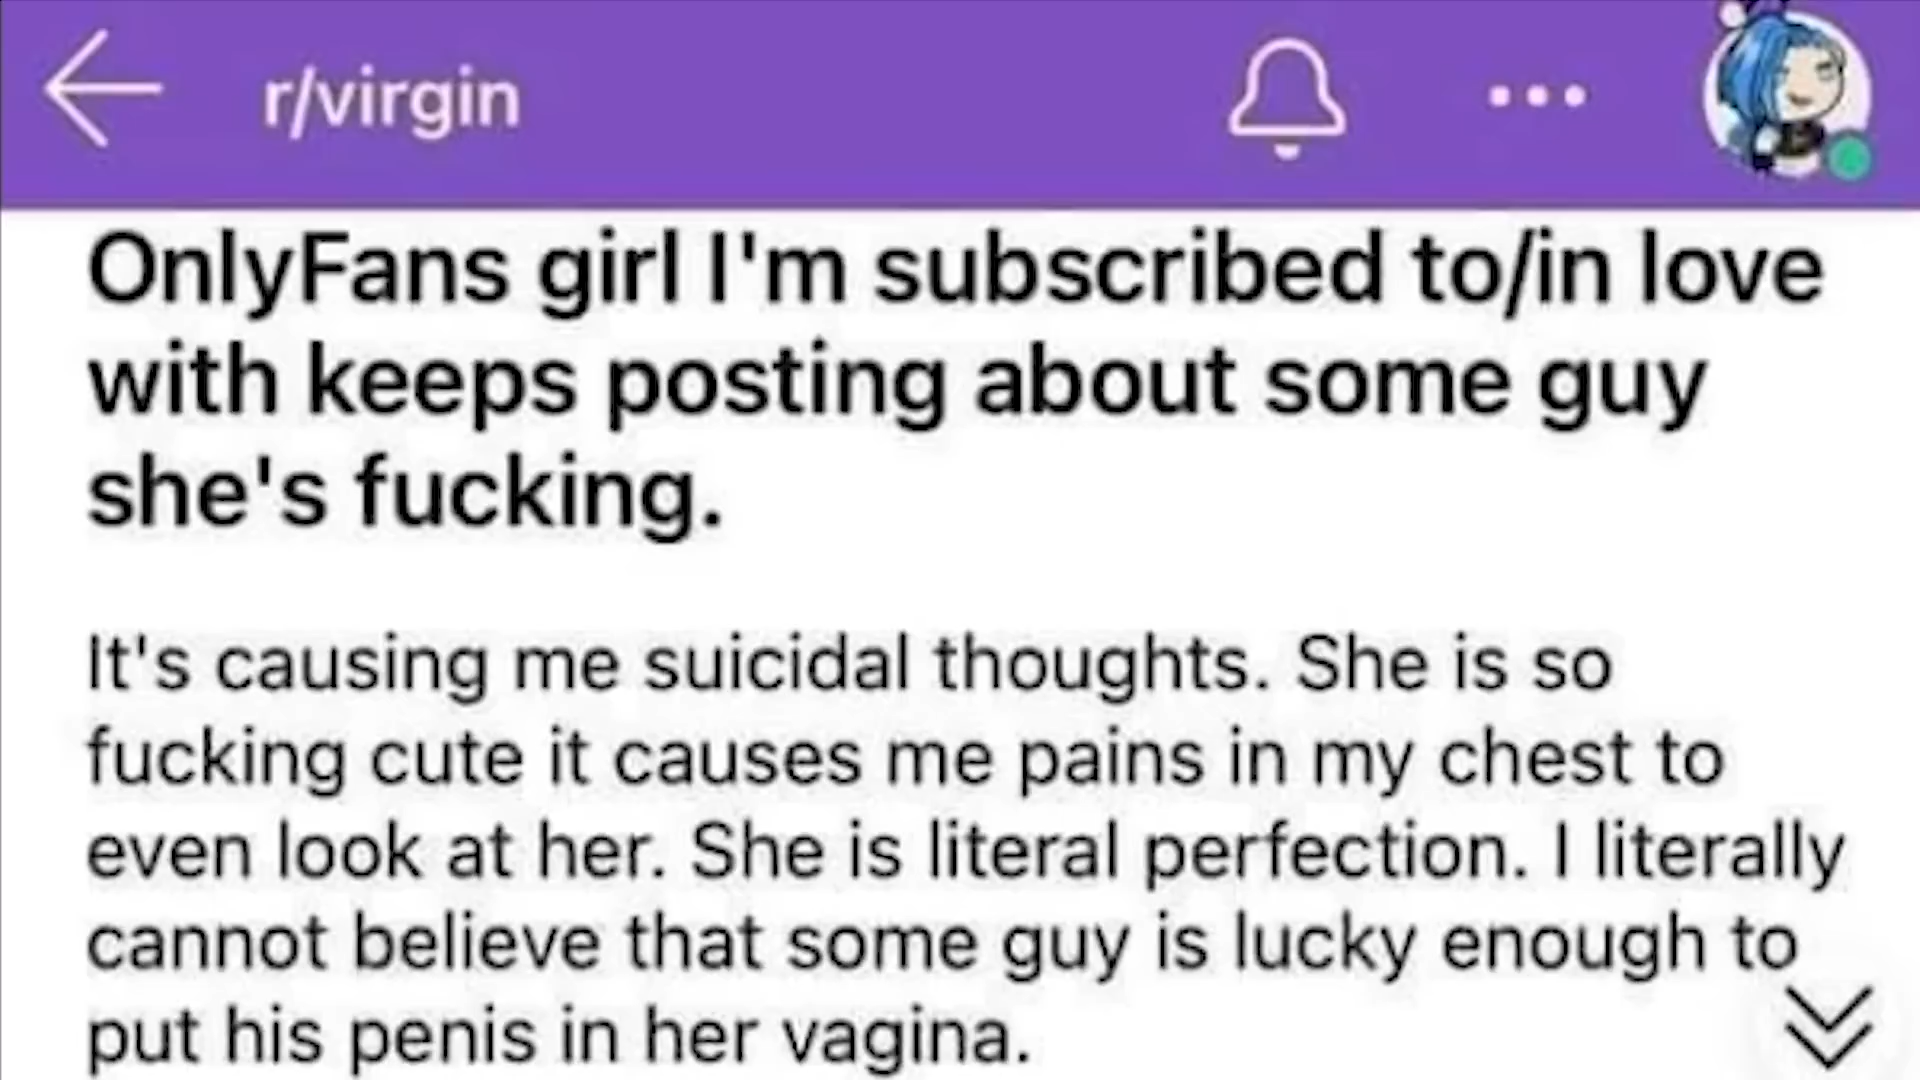 r/virgin
OnlyFans girl I'm subscribed to/in love
with keeps posting about some guy
she's fucking.
It's causing me suicidal thoughts. She is so
fucking cute it causes me pains in my chest to
even look at her. She is literal perfection. I literally
cannot believe that some guy is lucky enough to
put his penis in her vagina.